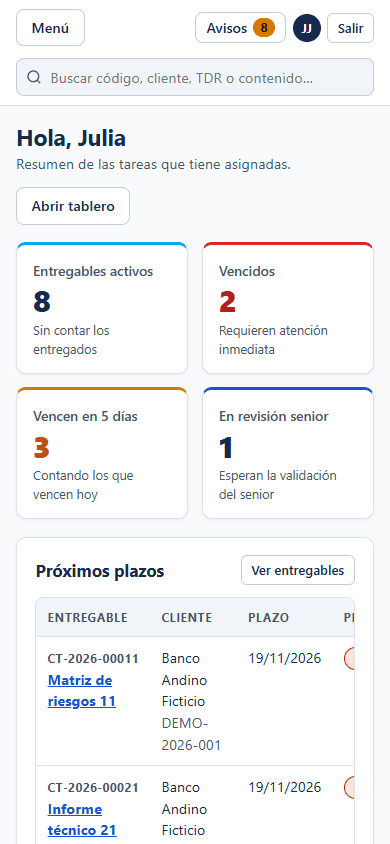 Menú
Avisos 8
JJ
Salir
Buscar código, cliente, TDR o contenido…
Hola, Julia
Resumen de las tareas que tiene asignadas.
Abrir tablero
Entregables activos
8
Sin contar los
entregados
Vencidos
2
Requieren atención
inmediata
Vencen en 5 días
3
Contando los que
vencen hoy
En revisión senior
1
Esperan la validación
del senior
Próximos plazos
Ver entregables
ENTREGABLE CLIENTE PLAZO
CT-2026-00011
Matriz de
riesgos 11
Banco
Andino
Ficticio
DEMO-
2026-001
19/11/2026
CT-2026-00021
Informe
técnico 21
Banco
Andino
Ficticio
19/11/2026